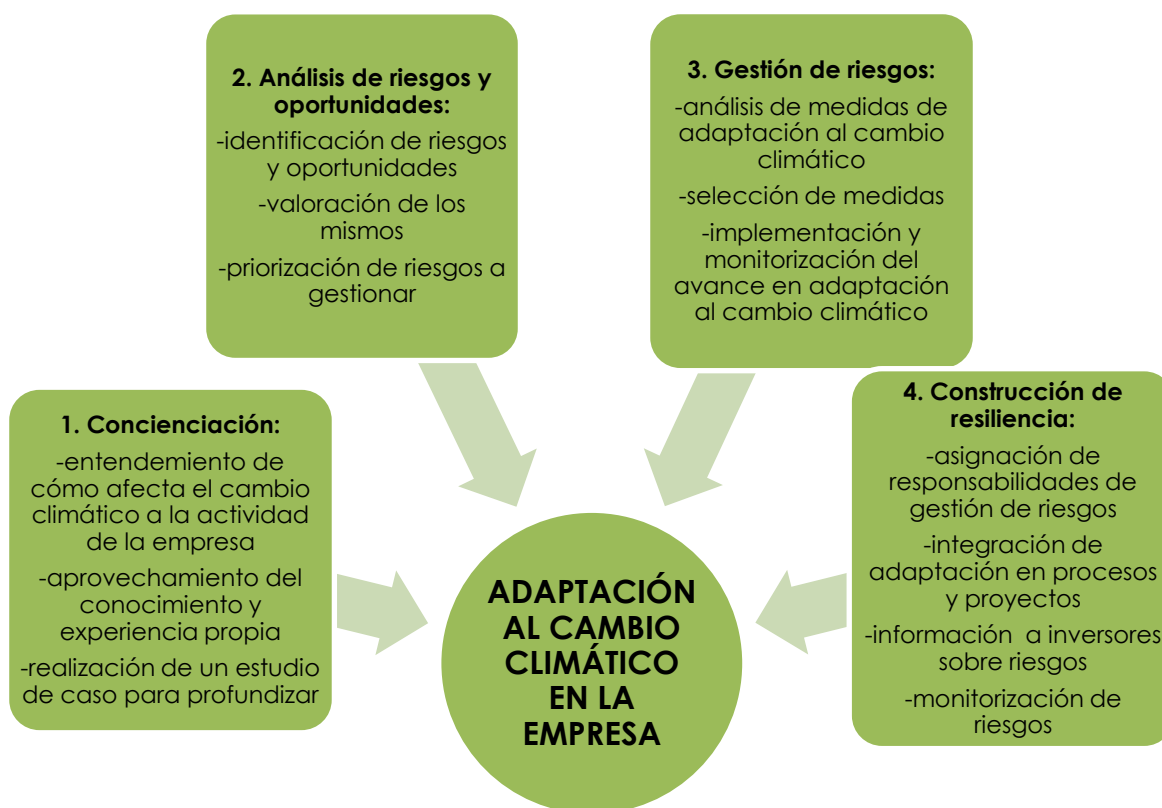 1. Concienciación:
-entendemiento de
cómo afecta el cambio
climático a la actividad
de la empresa
-aprovechamiento del
conocimiento y
experiencia propia
-realización de un estudio
de caso para profundizar
2. Análisis de riesgos y
oportunidades:
-identificación de riesgos
y oportunidades
-valoración de los
mismos
-priorización de riesgos a
gestionar
3. Gestión de riesgos:
-análisis de medidas de
adaptación al cambio
climático
-selección de medidas
-implementación y
monitorización del
avance en adaptación
al cambio climático
4. Construcción de
resiliencia:
-asignación de
responsabilidades de
gestión de riesgos
-integración de
adaptación en procesos
y proyectos
-información  a inversores
sobre riesgos
-monitorización de
riesgos
ADAPTACIÓN
AL CAMBIO
CLIMÁTICO
EN LA
EMPRESA